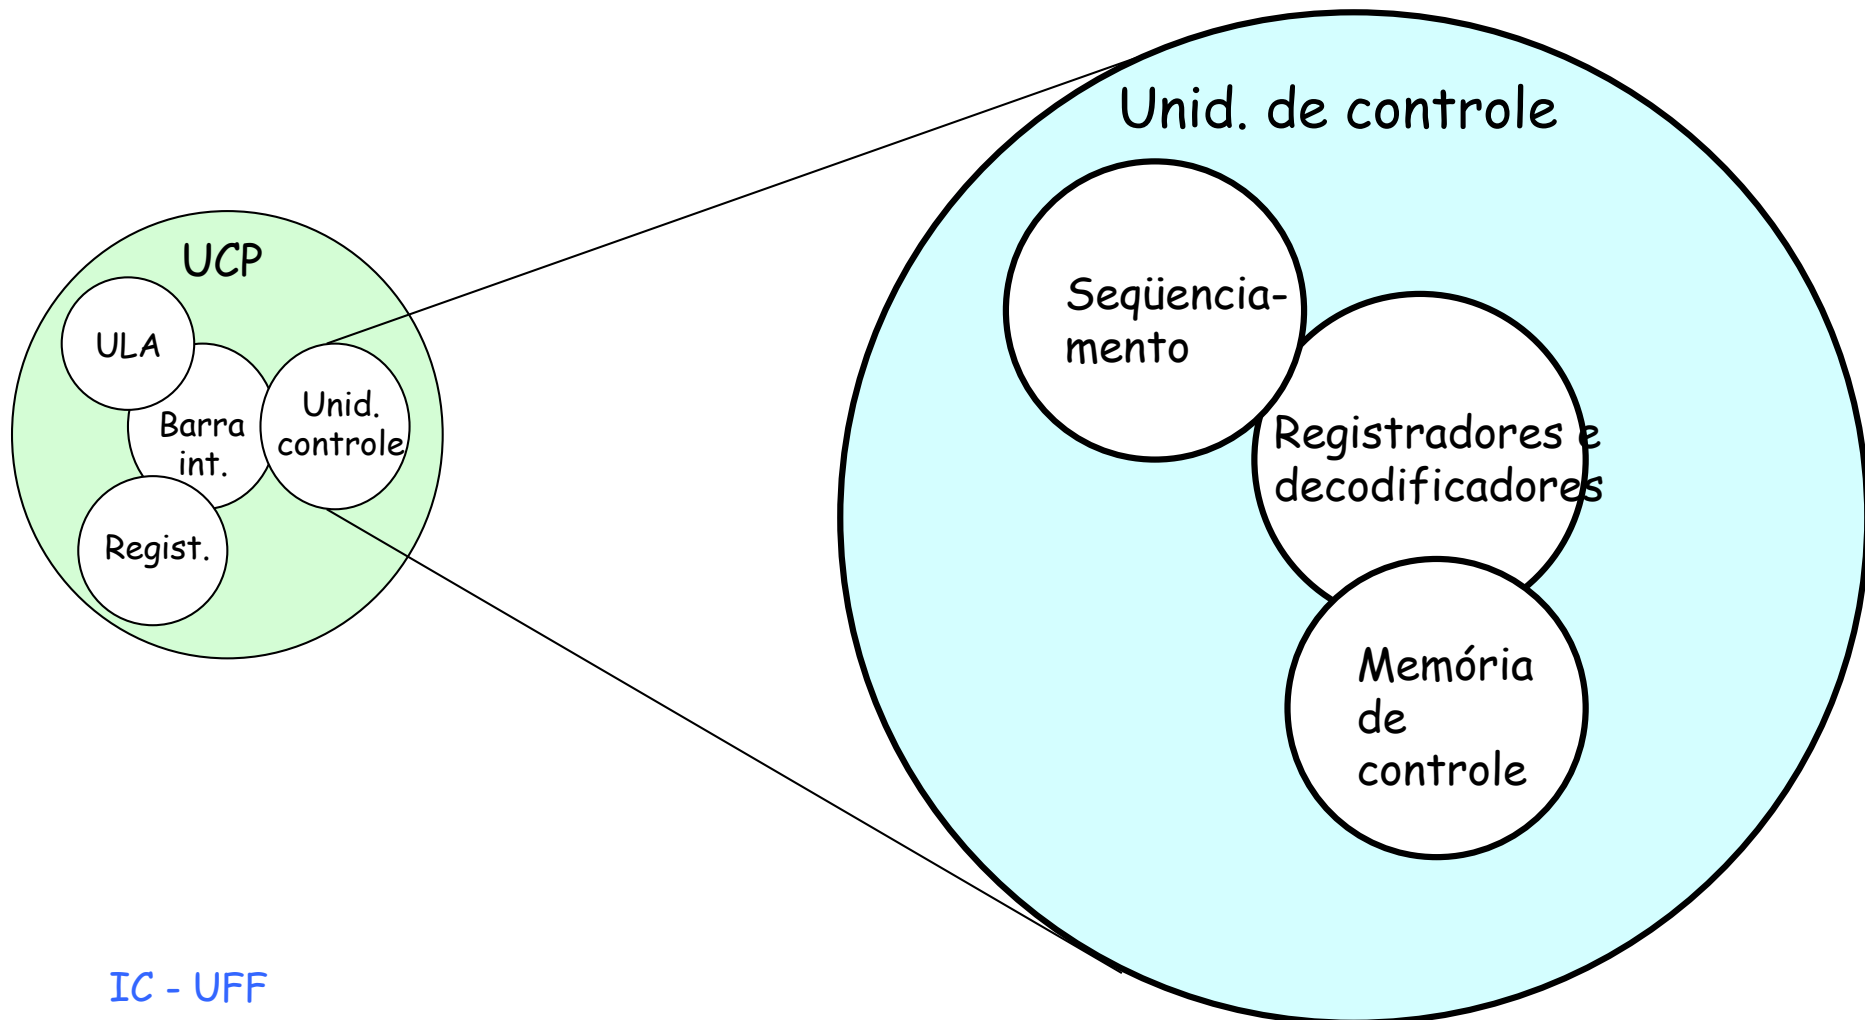 Unid. de controle
UCP
ULA
Barra
int.
Unid.
controle
Regist.
Seqüencia-
mento
Registradores e
decodificadores
Memória
de
controle
IC - UFF